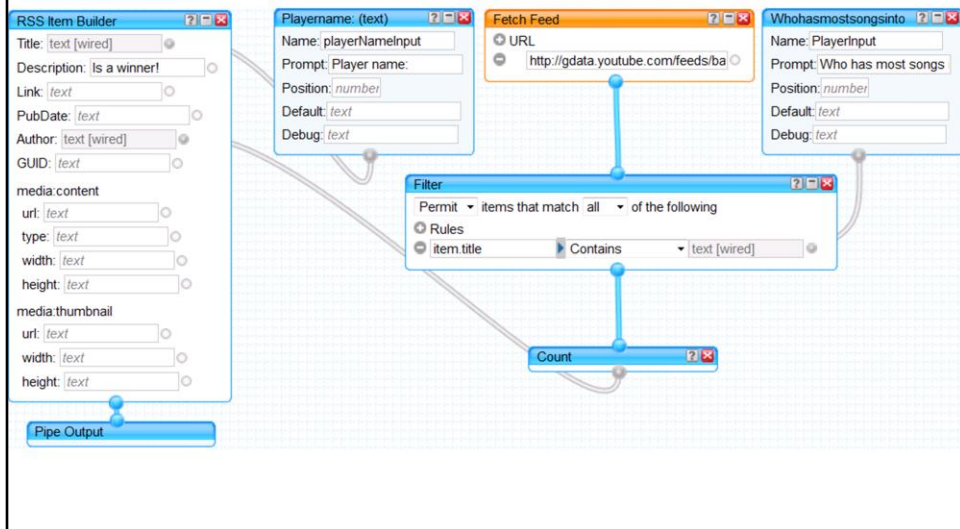 RSS Item Builder
Title: text [wired]
Description: Is a winner!
Link: text
PubDate: text
Author: text [wired]
GUID: text
media:content
url: text
type: text
width: text
height: text
media:thumbnail
url: text
width: text
height: text
Pipe Output
Playername: (text)
Name: playerNameInput
Prompt: Player name:
Position: number
Default: text
Debug: text
Fetch Feed
URL
http://gdata.youtube.com/feeds/ba
Whohasmostsongsinto
Name: PlayerInput
Prompt: Who has most songs
Position: number
Default: text
Debug: text
Filter
Permit items that match all of the following
Rules
item.title Contains text [wired]
Count